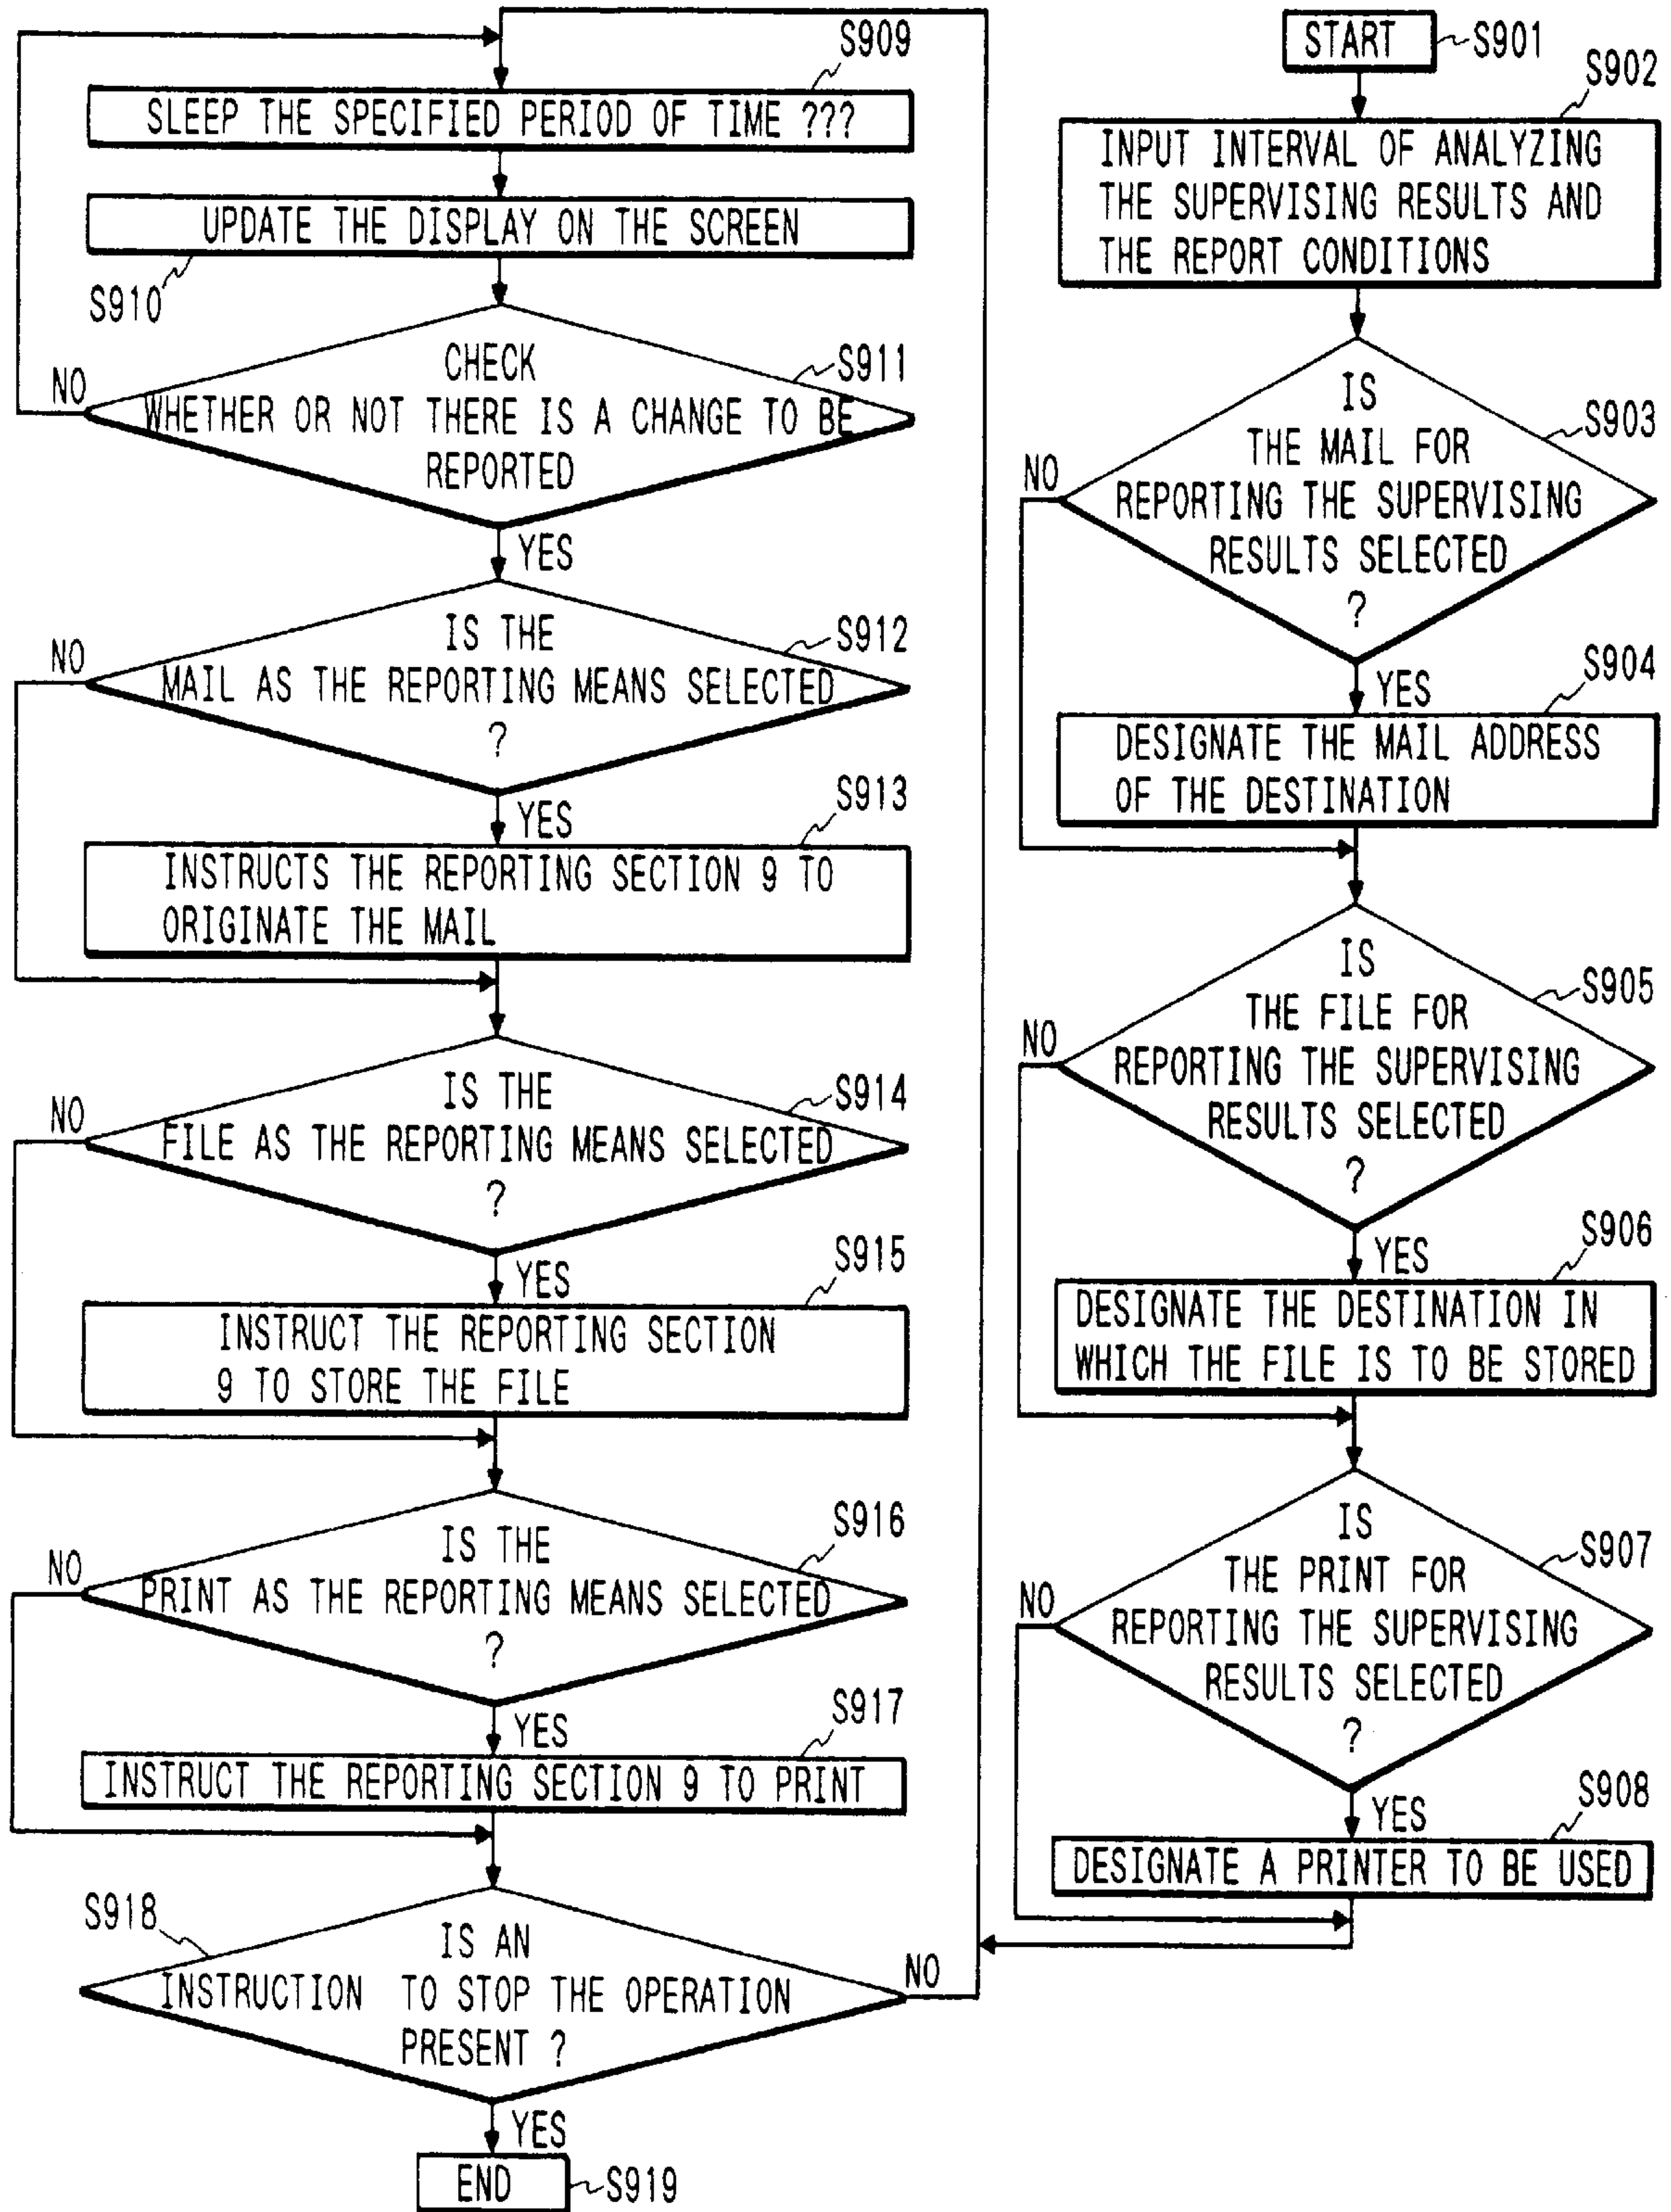 START
S901
S902
INPUT INTERVAL OF ANALYZING
THE SUPERVISING RESULTS AND
THE REPORT CONDITIONS
IS
THE MAIL FOR
REPORTING THE SUPERVISING
RESULTS SELECTED
?
S903
NO
YES
S904
DESIGNATE THE MAIL ADDRESS
OF THE DESTINATION
IS
THE FILE FOR
REPORTING THE SUPERVISING
RESULTS SELECTED
?
S905
NO
YES
S906
DESIGNATE THE DESTINATION IN
WHICH THE FILE IS TO BE STORED
IS
THE PRINT FOR
REPORTING THE SUPERVISING
RESULTS SELECTED
?
S907
NO
YES
S908
DESIGNATE A PRINTER TO BE USED
S909
SLEEP THE SPECIFIED PERIOD OF TIME ???
UPDATE THE DISPLAY ON THE SCREEN
S910
CHECK
WHETHER OR NOT THERE IS A CHANGE TO BE
REPORTED
S911
NO
YES
IS THE
MAIL AS THE REPORTING MEANS SELECTED
?
S912
NO
YES
S913
INSTRUCTS THE REPORTING SECTION 9 TO
ORIGINATE THE MAIL
IS THE
FILE AS THE REPORTING MEANS SELECTED
?
S914
NO
YES
S915
INSTRUCT THE REPORTING SECTION
9 TO STORE THE FILE
IS THE
PRINT AS THE REPORTING MEANS SELECTED
?
S916
NO
YES
S917
INSTRUCT THE REPORTING SECTION 9 TO PRINT
S918
IS AN
INSTRUCTION TO STOP THE OPERATION
PRESENT ?
NO
YES
END
S919